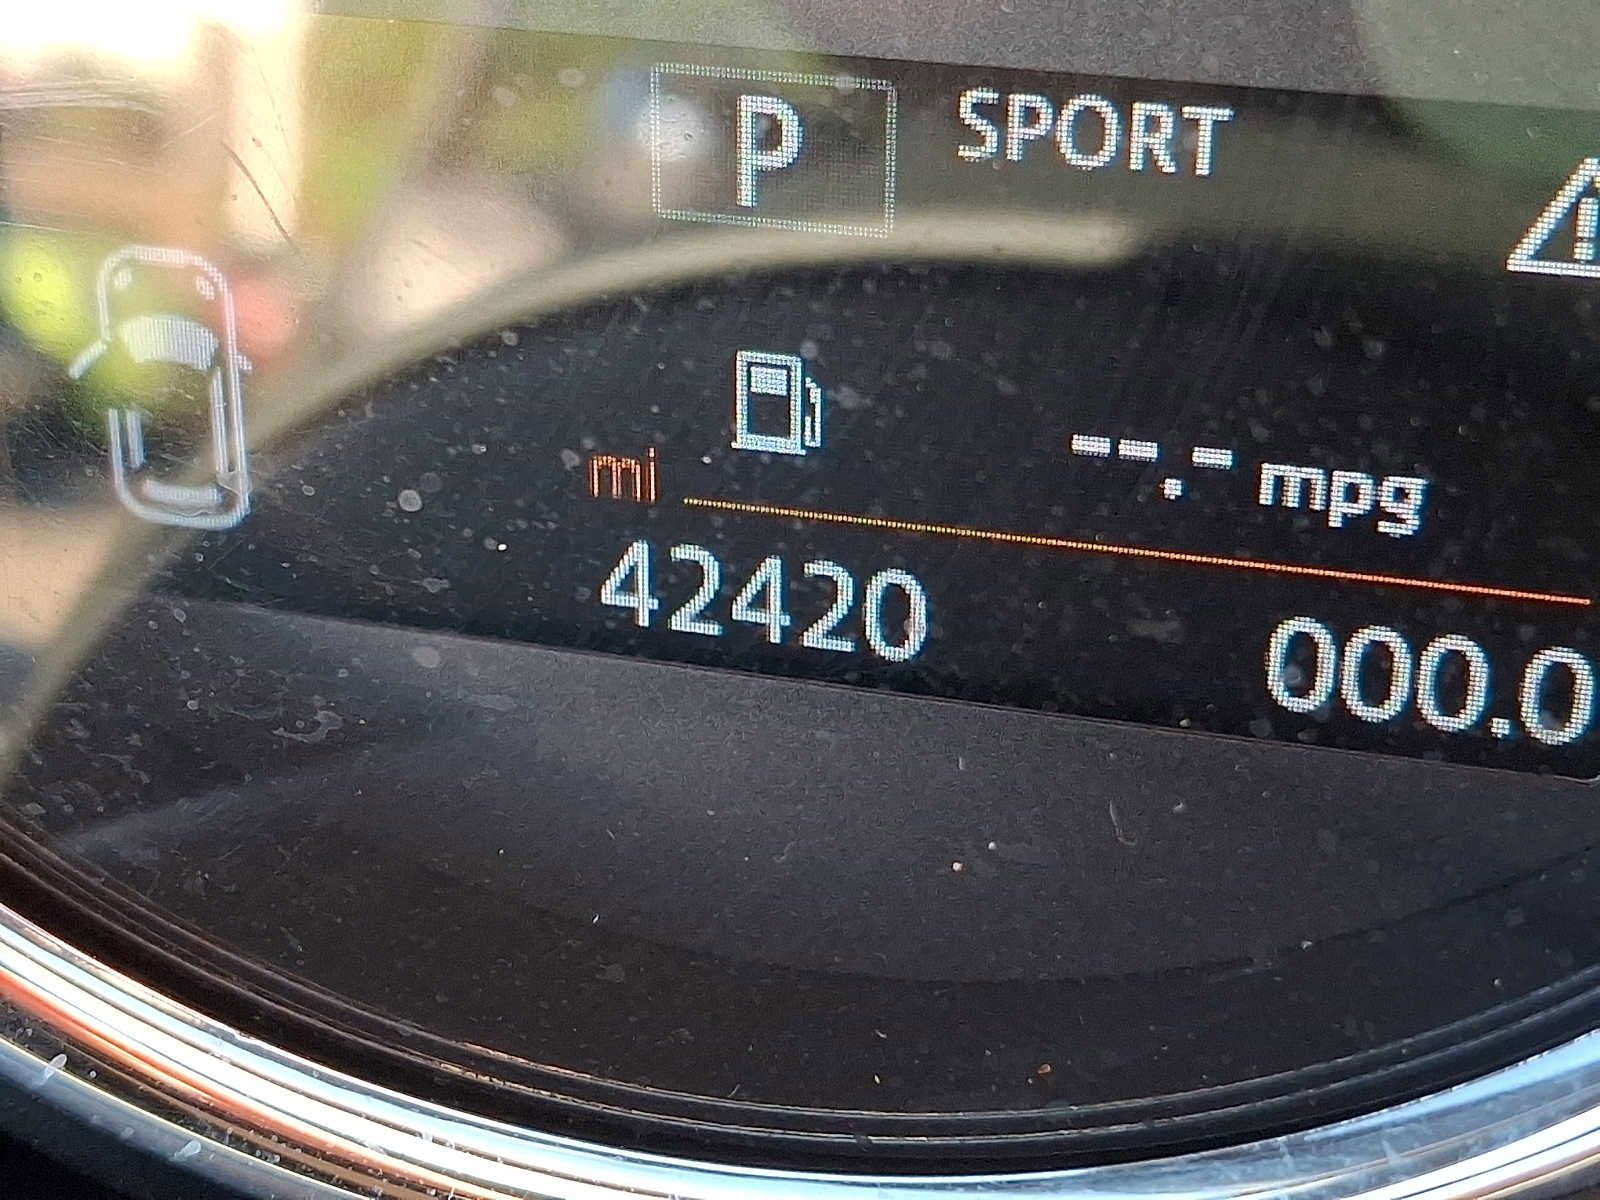 P SPORT
--.- mpg
mi
42420 000.0